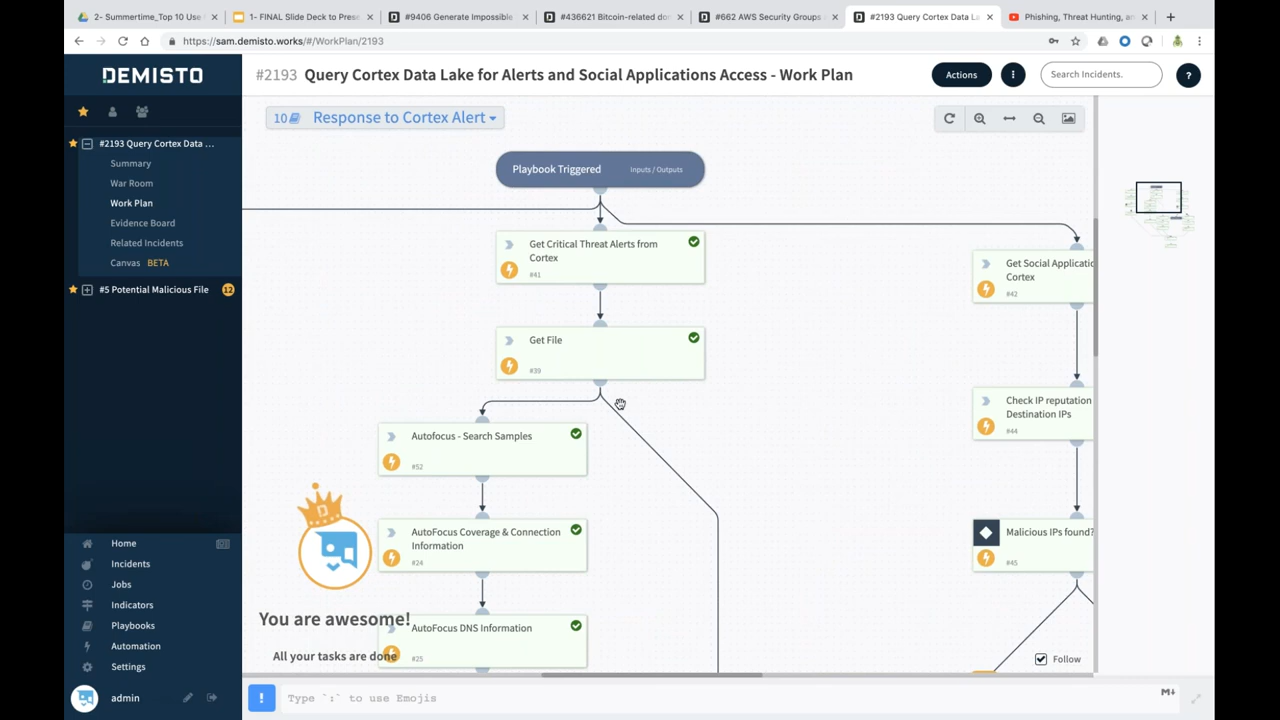 2- Summertime_Top 10 Use
1- FINAL Slide Deck to Prese
#9406 Generate Impossible
#436621 Bitcoin-related do
#662 AWS Security Groups
#2193 Query Cortex Data La
Phishing, Threat Hunting, an
https://sam.demisto.works/#/WorkPlan/2193
DEMISTO
#2193 Query Cortex Data Lake for Alerts and Social Applications Access - Work Plan
Actions
Search Incidents.
?
#2193 Query Cortex Data ...
Summary
War Room
Work Plan
Evidence Board
Related Incidents
Canvas BETA
#5 Potential Malicious File 12
Home
Incidents
Jobs
Indicators
Playbooks
Automation
Settings
admin
10 Response to Cortex Alert
Playbook Triggered Inputs / Outputs
Get Critical Threat Alerts from
Cortex
#41
Get File
#39
Autofocus - Search Samples
#52
AutoFocus Coverage & Connection
Information
#24
AutoFocus DNS Information
#25
Get Social Applicatio
Cortex
#42
Check IP reputation
Destination IPs
#44
Malicious IPs found?
#45
D
You are awesome!
All your tasks are done
Follow
! Type `:` to use Emojis
M+